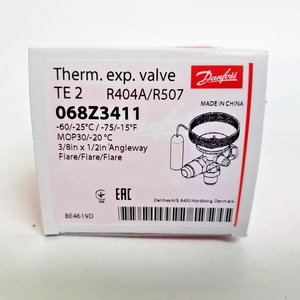 Therm. exp. valve
TE 2 R404A/R507
Danfoss
068Z3411
MADE IN CHINA
-60/-25°C / -75/-15°F
MOP30/-20 °C
3/8in x 1/2in Angleway
Flare/Flare/Flare
EAC
Danfoss A/S, 6430 Nordborg, Denmark
BE4619D